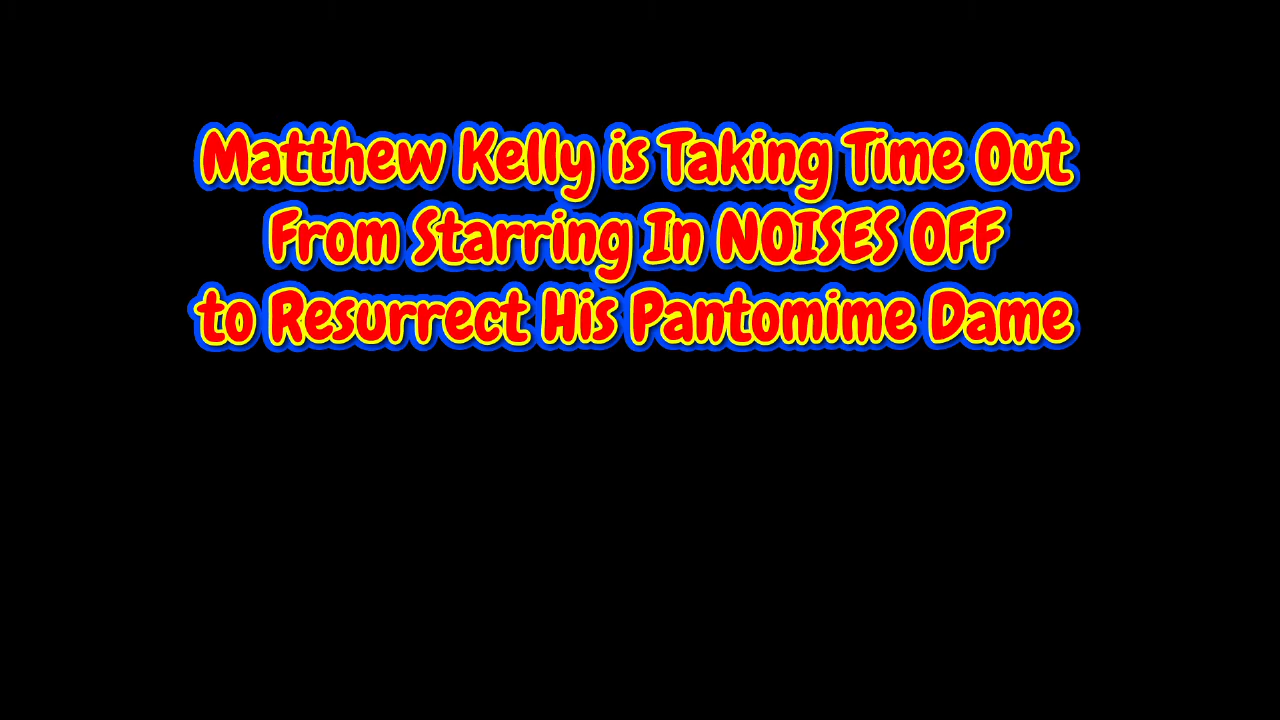 Matthew Kelly is Taking Time Out
From Starring In NOISES OFF
to Resurrect His Pantomime Dame